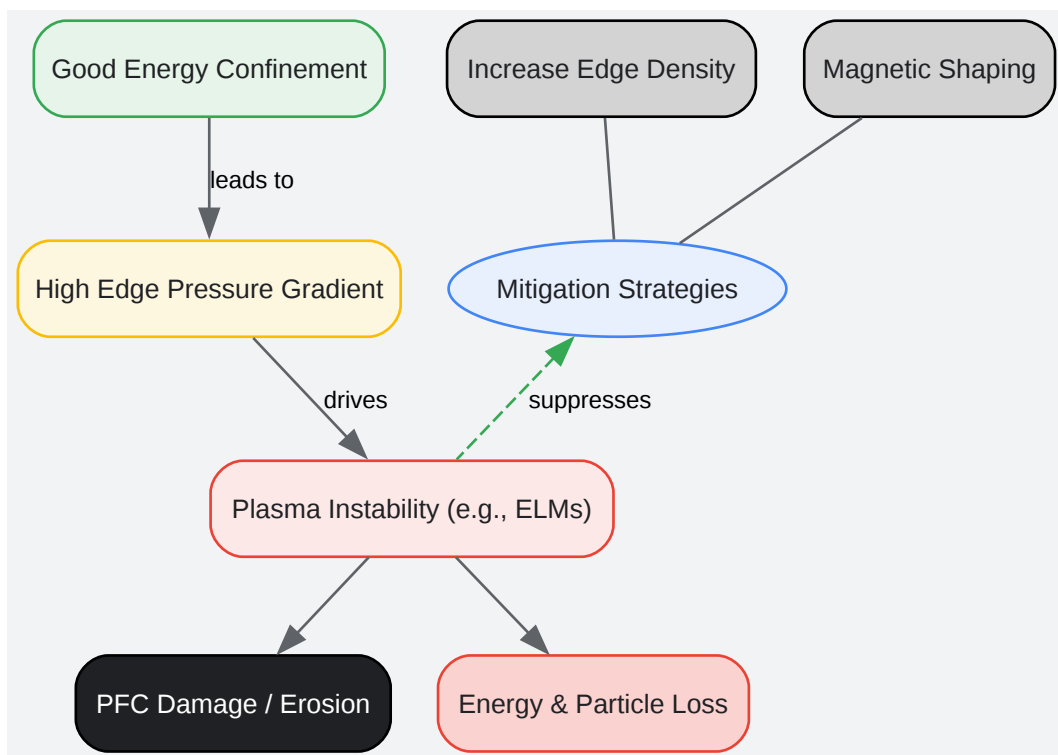 Good Energy Confinement
Increase Edge Density
Magnetic Shaping
leads to
High Edge Pressure Gradient
Mitigation Strategies
drives
suppresses
Plasma Instability (e.g., ELMs)
PFC Damage / Erosion
Energy & Particle Loss